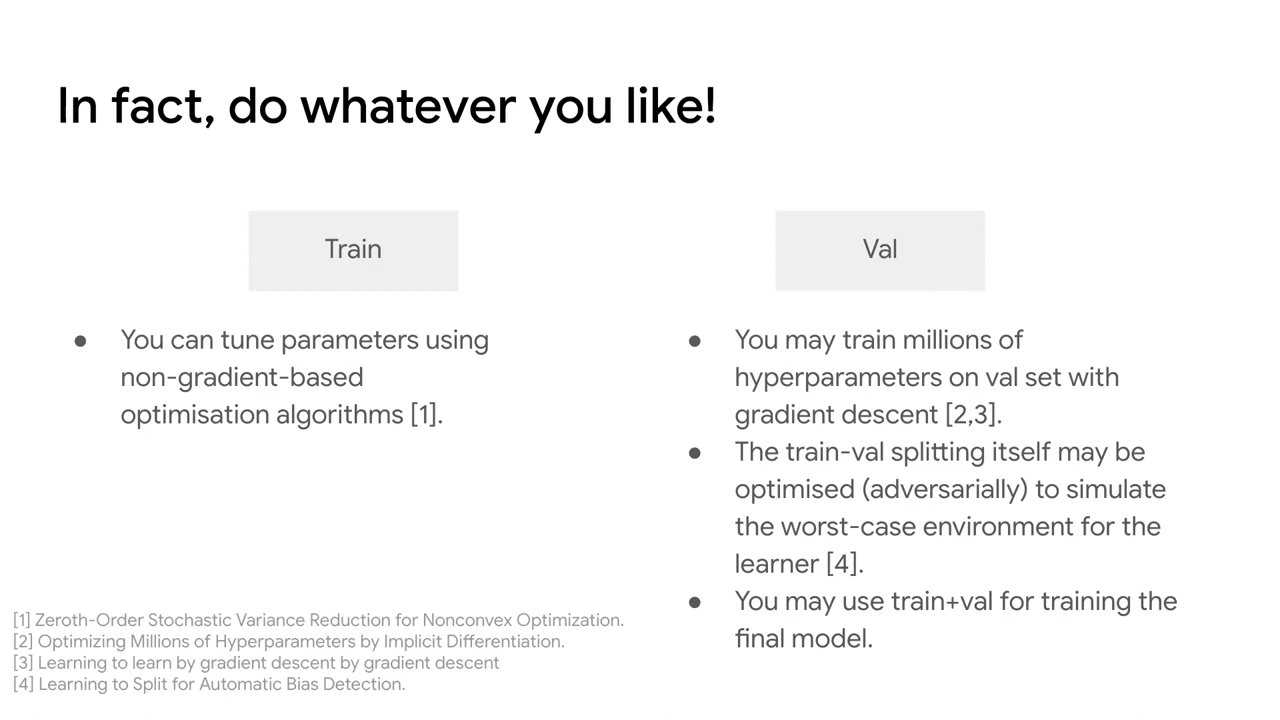 In fact, do whatever you like!
Train
● You can tune parameters using
non-gradient-based
optimisation algorithms [1].
Val
● You may train millions of
hyperparameters on val set with
gradient descent [2,3].
● The train-val splitting itself may be
optimised (adversarially) to simulate
the worst-case environment for the
learner [4].
● You may use train+val for training the
final model.
[1] Zeroth-Order Stochastic Variance Reduction for Nonconvex Optimization.
[2] Optimizing Millions of Hyperparameters by Implicit Differentiation.
[3] Learning to learn by gradient descent by gradient descent
[4] Learning to Split for Automatic Bias Detection.